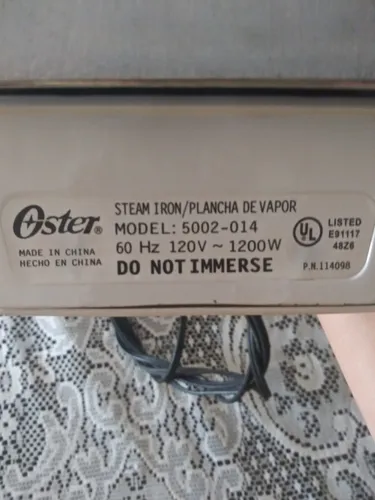 Oster®
MADE IN CHINA
HECHO EN CHINA
STEAM IRON/PLANCHA DE VAPOR
MODEL: 5002-014
60 Hz 120V ~ 1200W
DO NOT IMMERSE
UL
LISTED
E91117
48Z6
P.N.114098